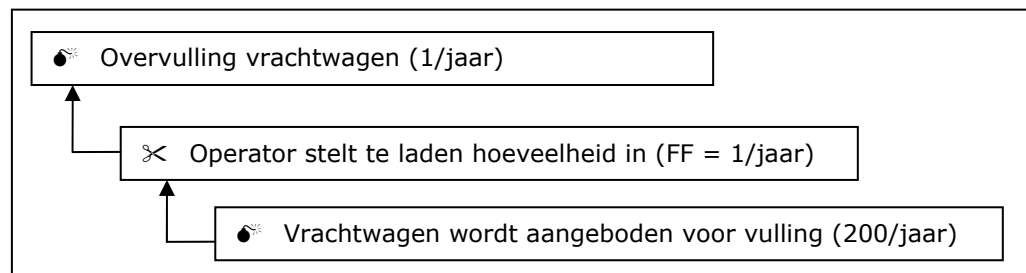 💣 Overvulling vrachtwagen (1/jaar)
✂ Operator stelt te laden hoeveelheid in (FF = 1/jaar)
💣 Vrachtwagen wordt aangeboden voor vulling (200/jaar)